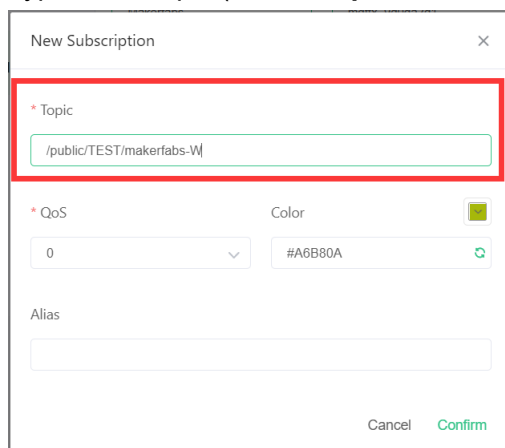 New Subscription
* Topic
/public/TEST/makerfabs-W
* QoS
Color
0
#A6B80A
Alias
Cancel Confirm